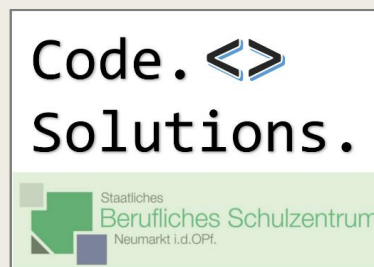 Code. <>
Solutions.
Staatliches
Berufliches Schulzentrum
Neumarkt i.d.OPf.